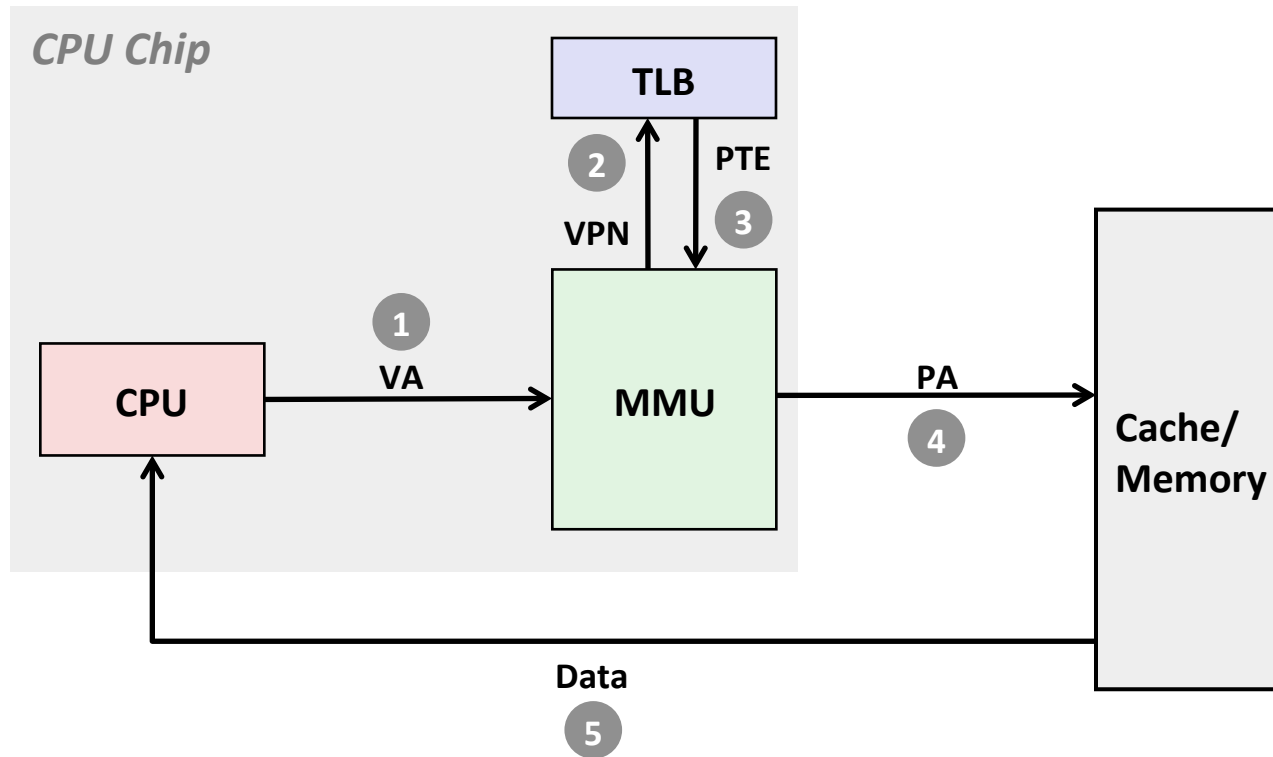 CPU Chip
TLB
2
PTE
3
VPN
1
VA
CPU
MMU
PA
4
Cache/
Memory
Data
5